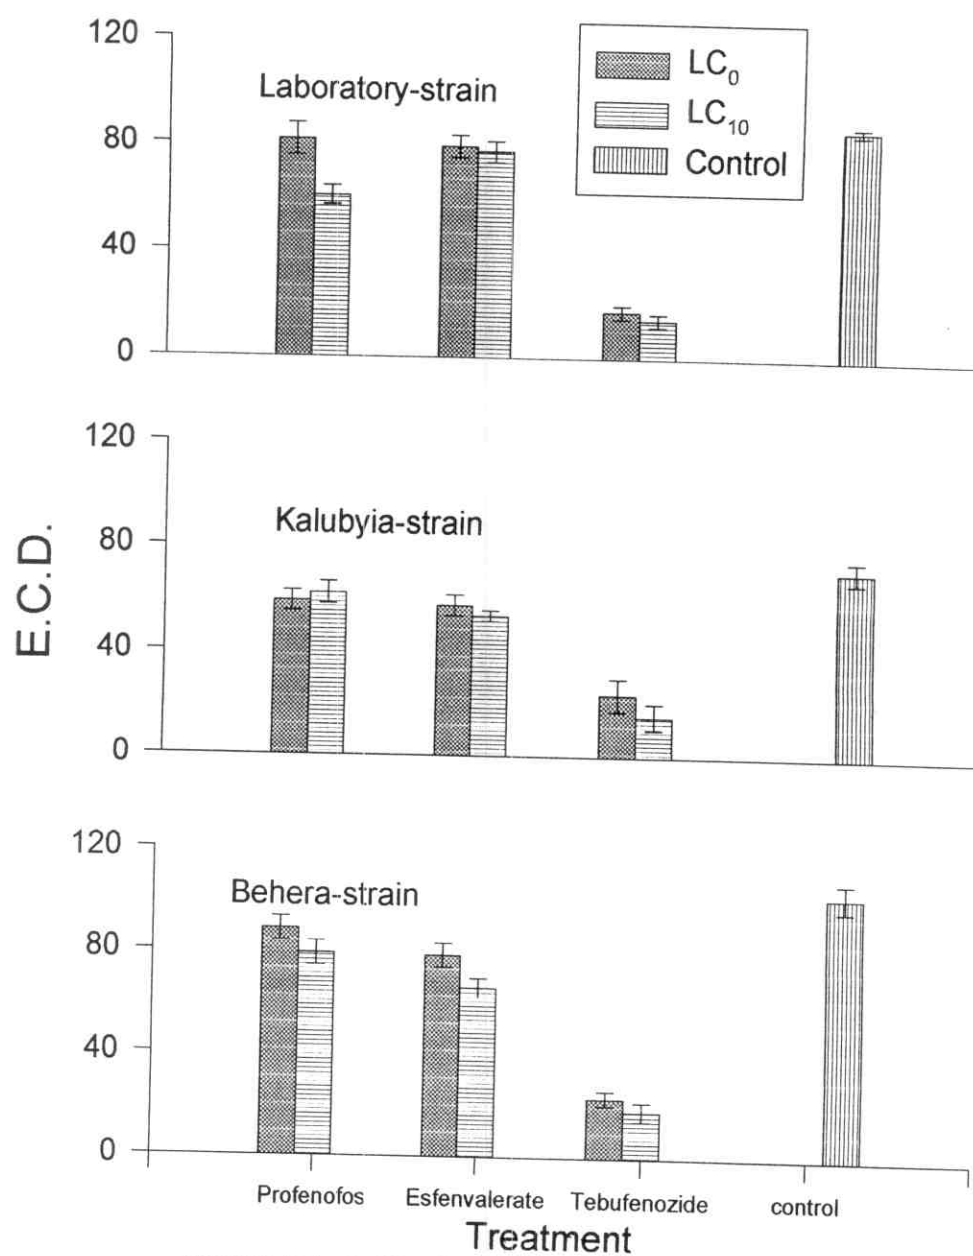 120
80
40
0
Laboratory-strain
LC0
LC10
Control
120
80
40
0
Kalubyia-strain
E.C.D.
120
80
40
0
Behera-strain
Profenofos Esfenvalerate Tebufenozide control
Treatment